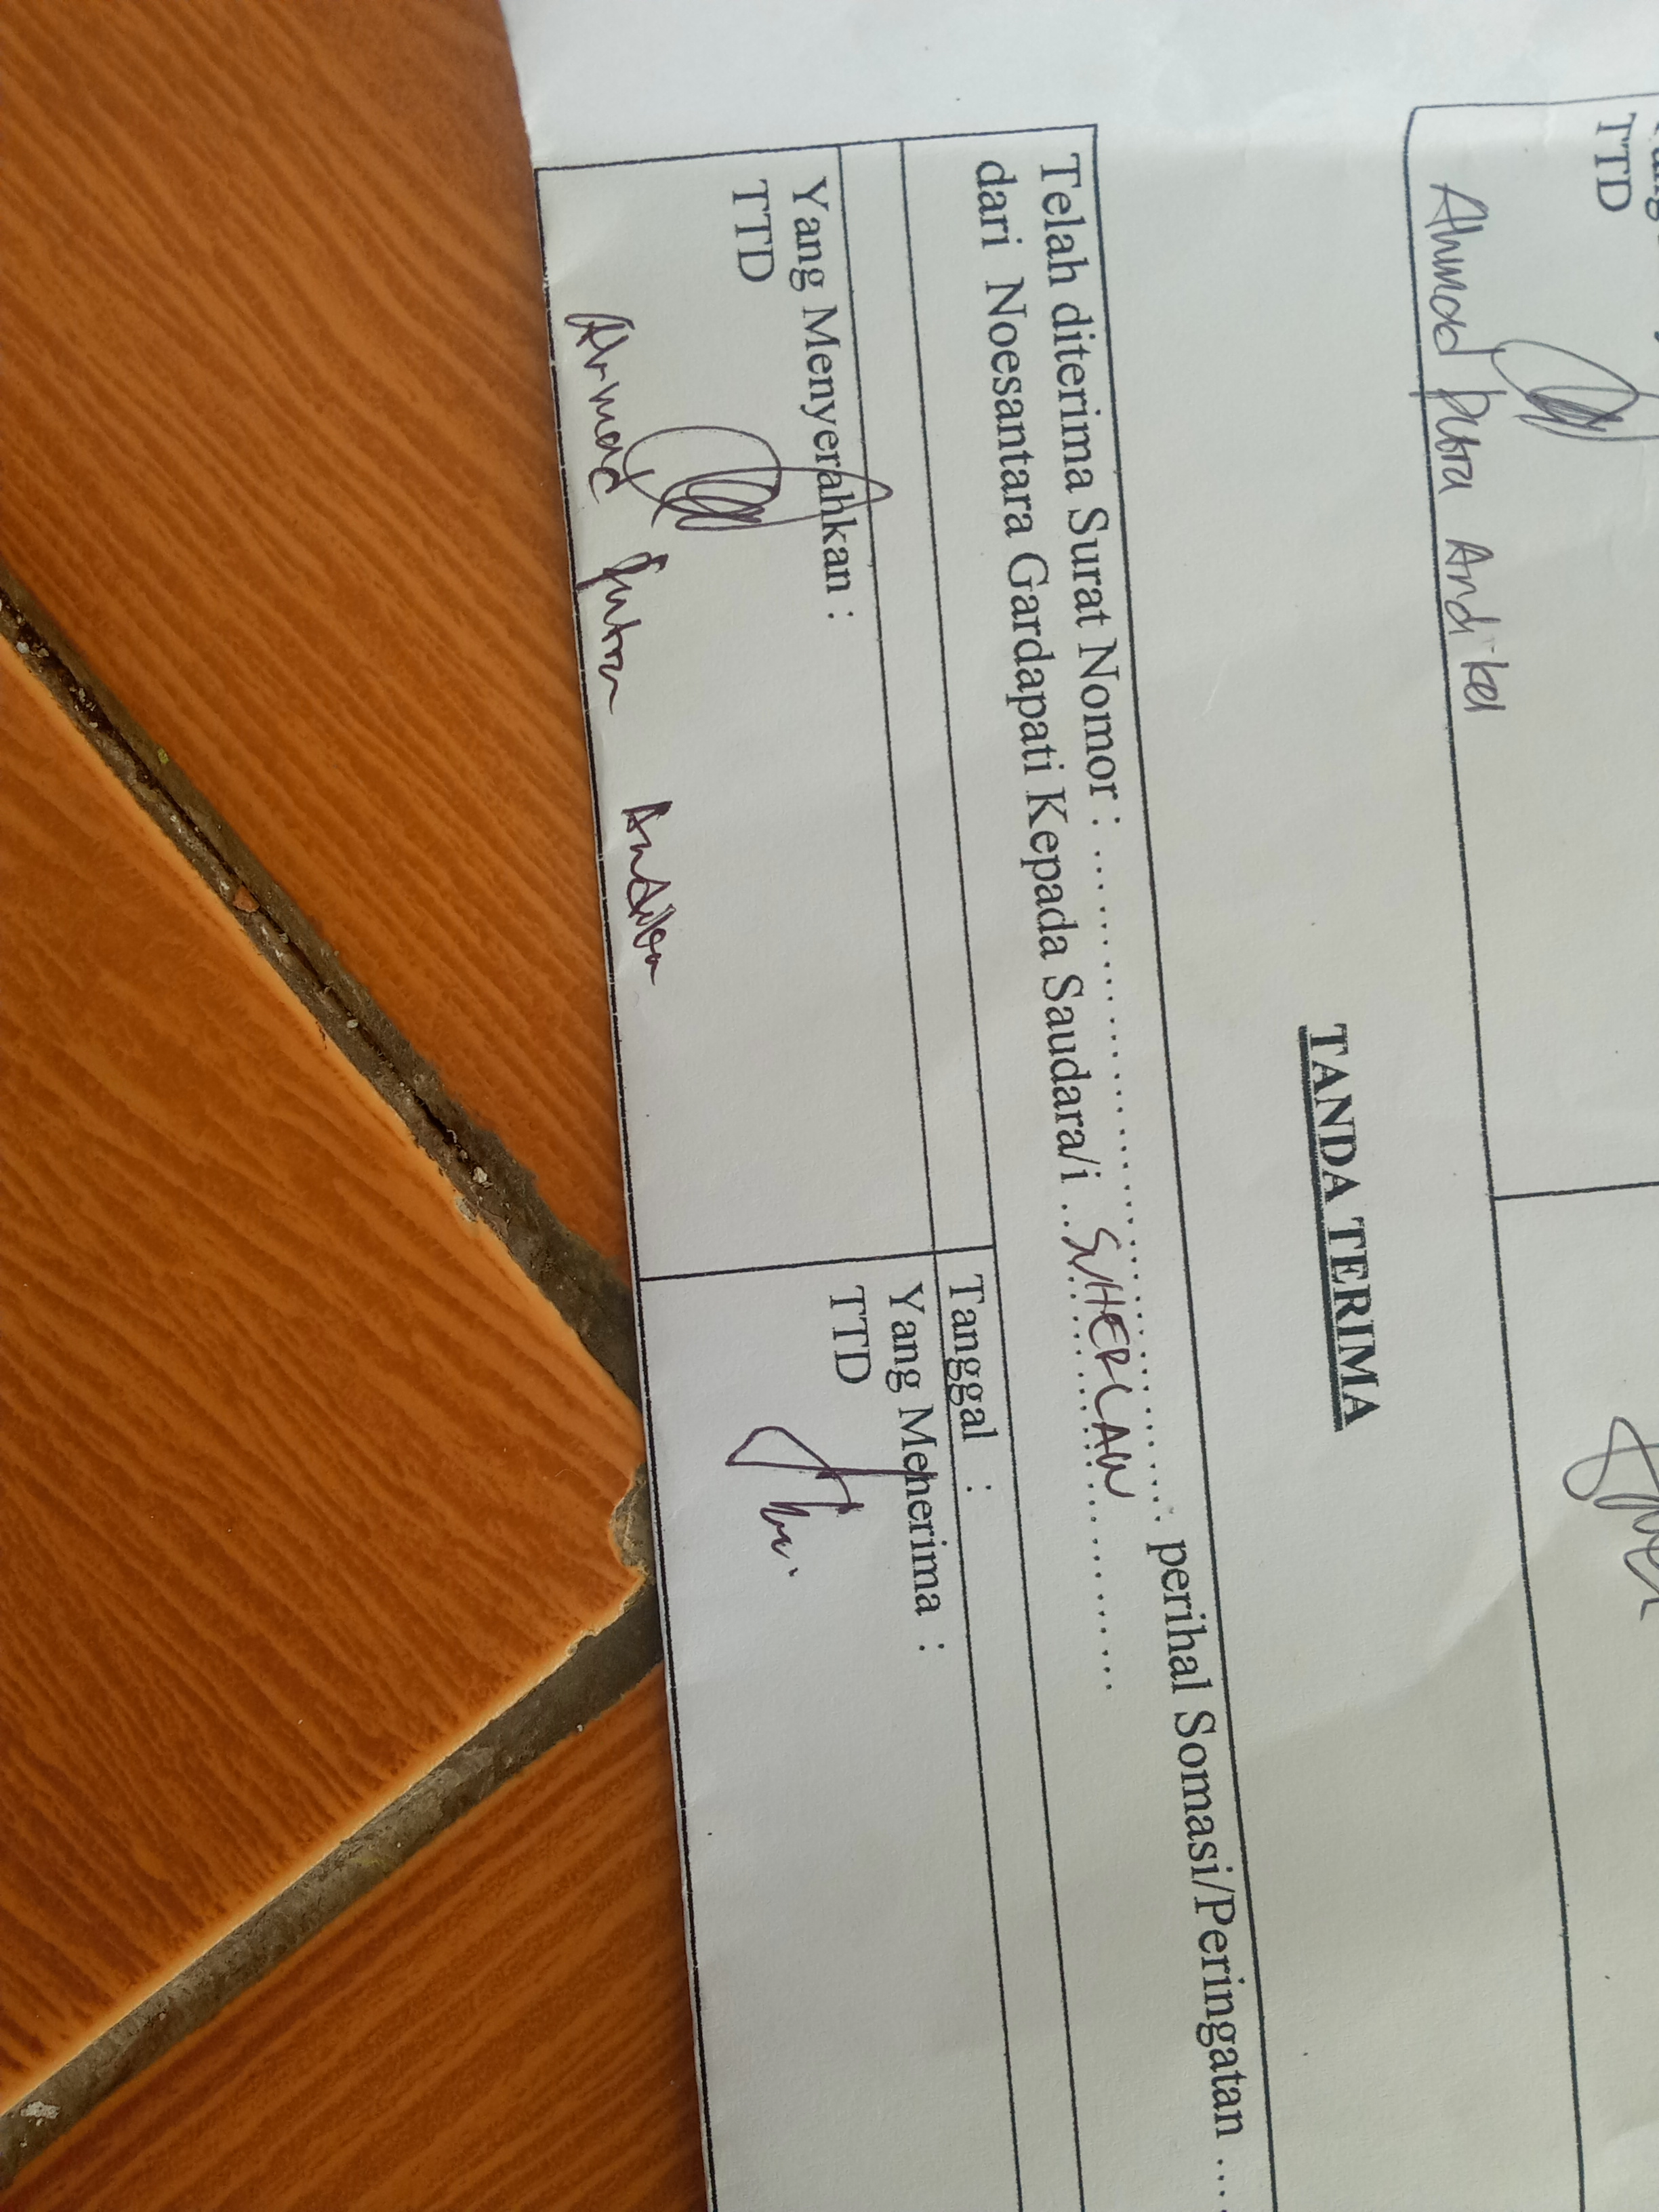 TTD
Ahmad Putra Andika
TANDA TERIMA
Telah diterima Surat Nomor : ........................................ perihal Somasi/Peringatan ....
dari Noesantara Gardapati Kepada Saudara/i ..SUHERLAN............
Tanggal :
Yang Menyerahkan :
Yang Menerima :
TTD
TTD
Ahmad Putra Andika